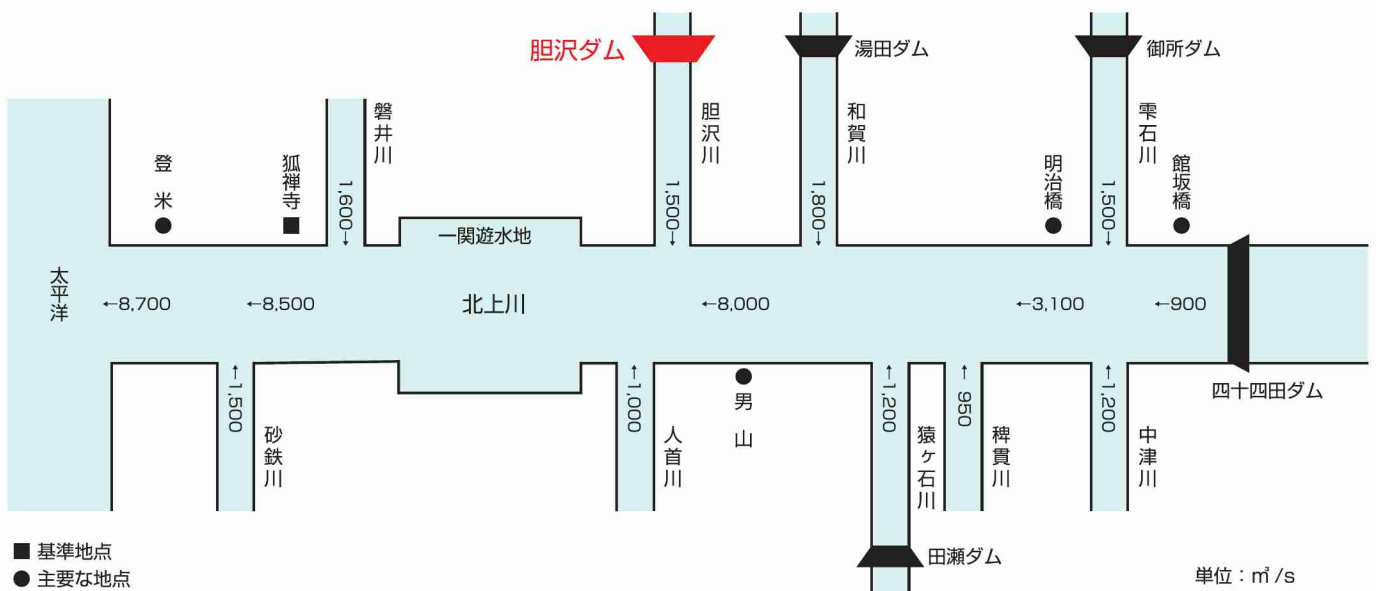 胆沢ダム
湯田ダム
御所ダム
磐井川
胆沢川
和賀川
雫石川
登米
狐禅寺
明治橋
館坂橋
1,600→
1,500→
1,800→
1,500→
一関遊水地
太平洋
←8,700
←8,500
北上川
←8,000
←3,100
←900
四十四田ダム
←1,500
←1,000
男山
←1,200
←950
←1,200
砂鉄川
人首川
猿ヶ石川
稗貫川
中津川
田瀬ダム
■ 基準地点
● 主要な地点
単位：㎥/s